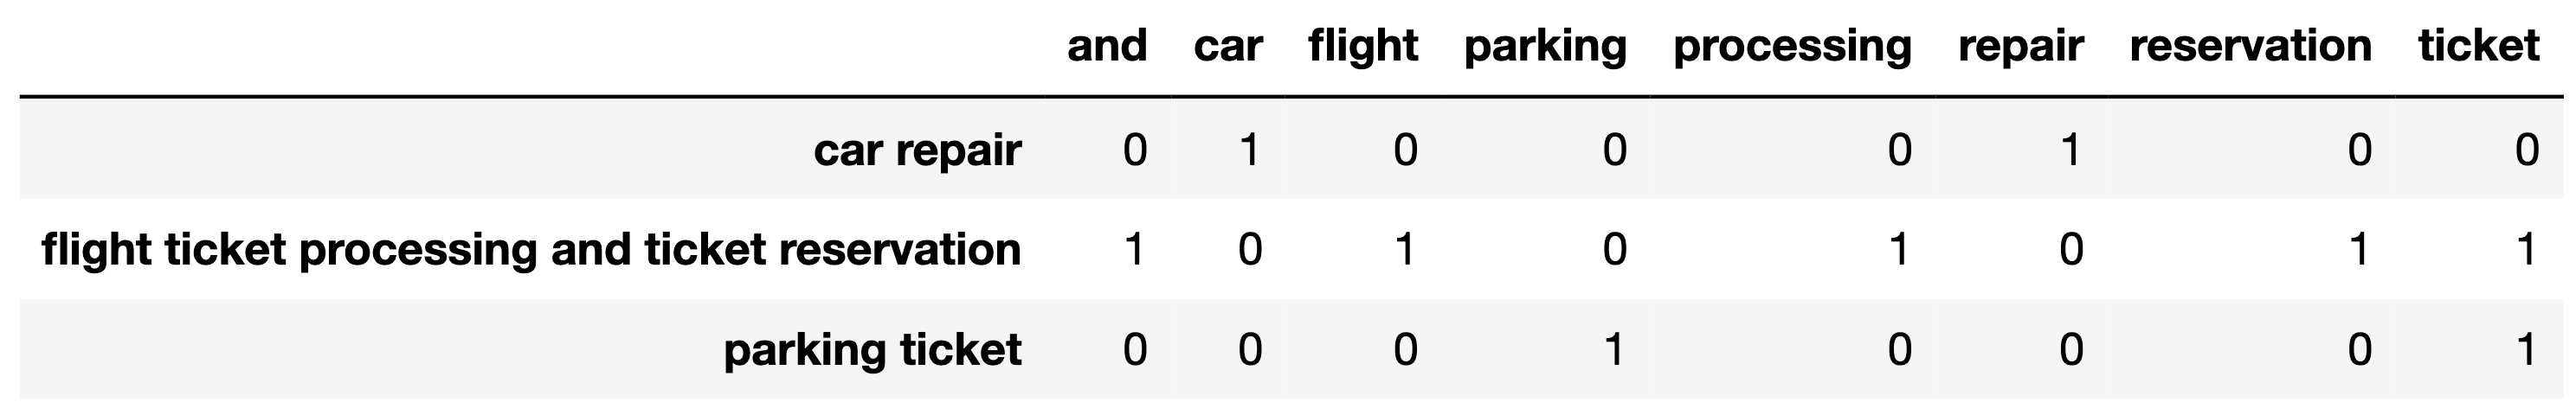 and car flight parking processing repair reservation ticket
car repair 0 1 0 0 0 1 0 0
flight ticket processing and ticket reservation 1 0 1 0 1 0 1 1
parking ticket 0 0 0 1 0 0 0 1